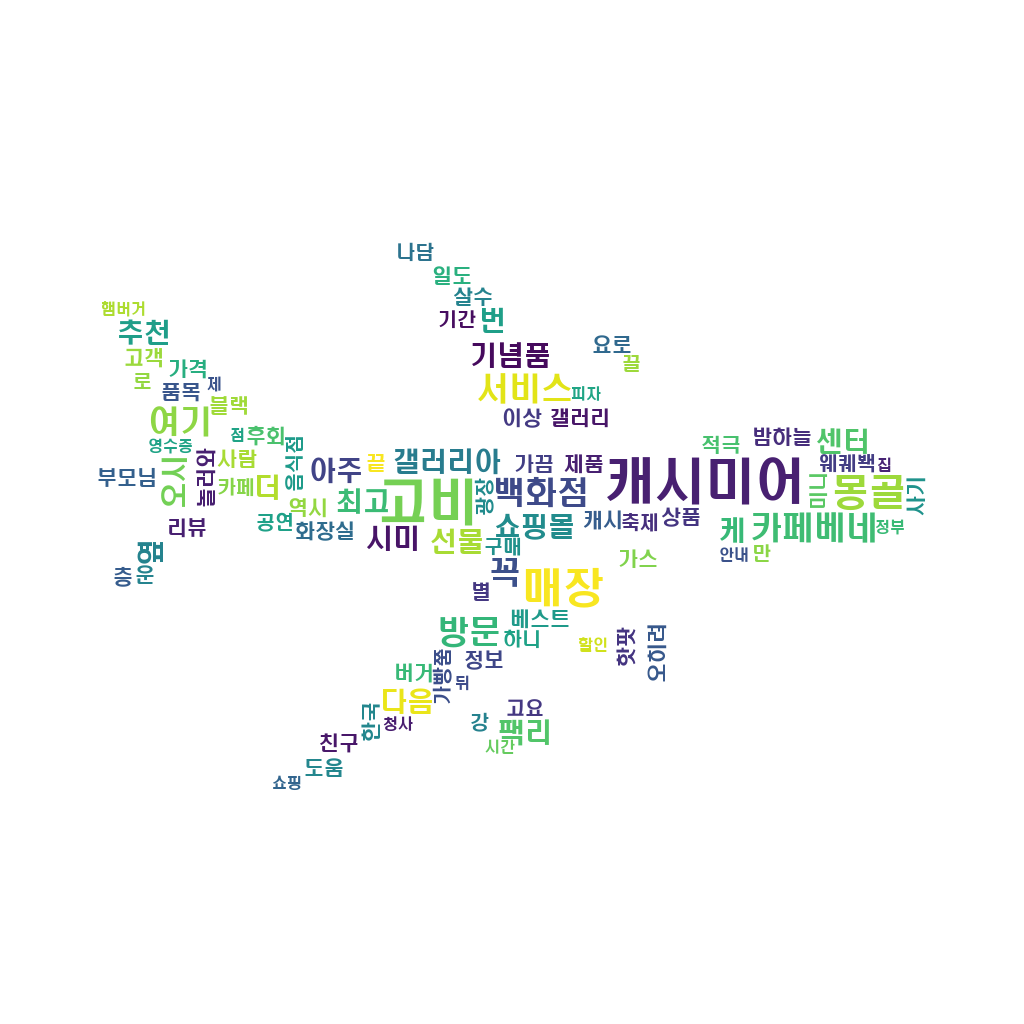 나담
일도
살수
햄버거
기간
번
추천
요로
고객
가격
기념품
끌
로
품목
제
서비스
피자
블랙
여기
이상
갤러리
점
후회
영수증
적극
밤하늘
센터
음식점
부모님
오시
놀러와
사람
끝
갤러리아
가끔
제품
웨퀘백
집
아주
카페
더
캐시미어
미니
몽골
사기
역시
최고
고비
광장
백화점
리뷰
공연
화장실
시미
선물
쇼핑몰
캐시
축제
상품
케
카페베네
정부
구매
옆
안내
만
가스
층
운
꼭
매장
별
베스트
방문
하니
할인
핫팟
오히려
버거
가빵품
정보
뒤
다음
고요
한국
청사
강
팩리
친구
시간
도움
쇼핑